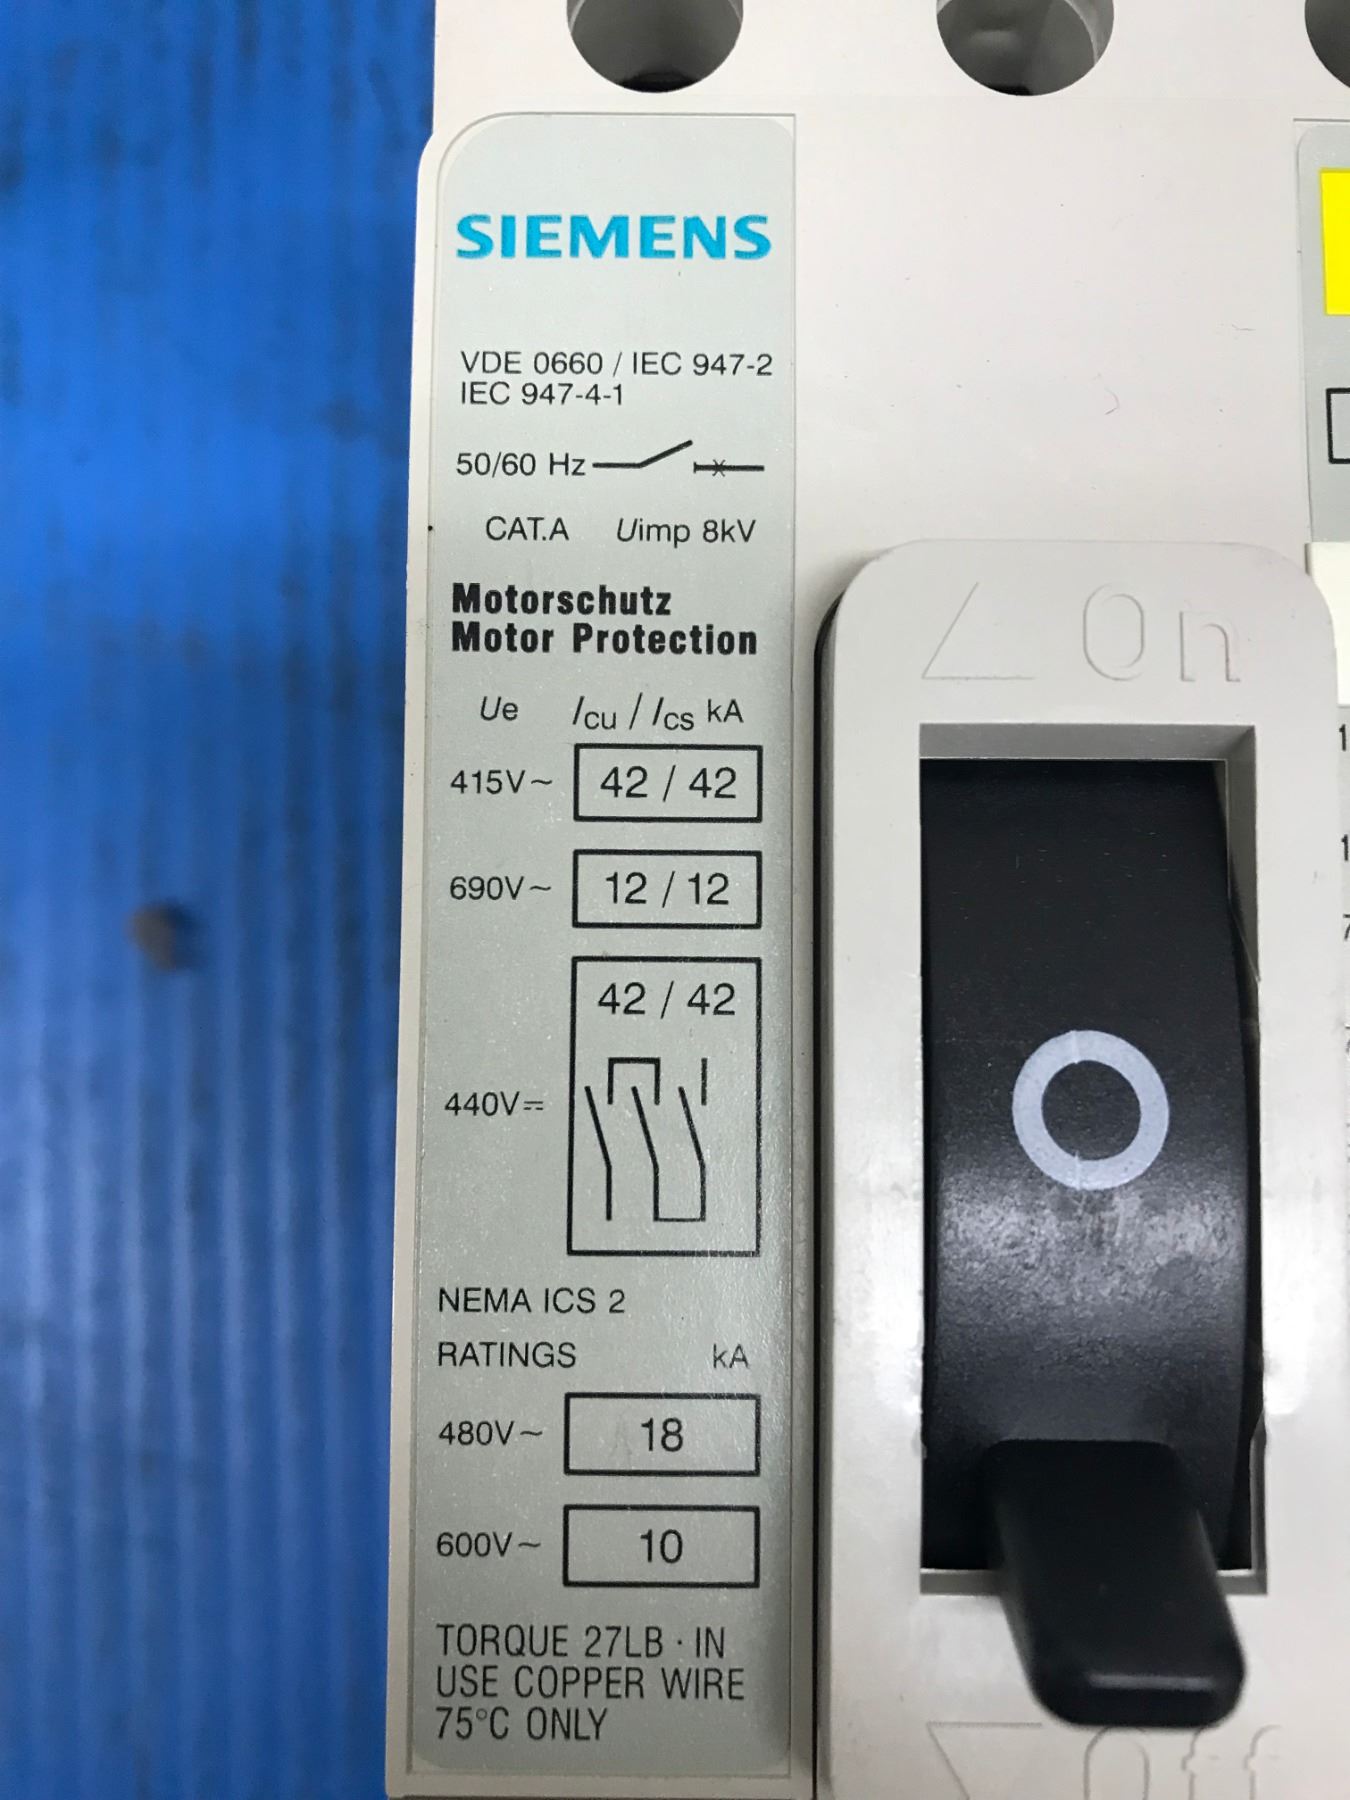 SIEMENS
VDE 0660 / IEC 947-2
IEC 947-4-1
50/60 Hz
CAT.A Uimp 8kV
Motorschutz
Motor Protection
Ue Icu / Ics kA
415V~ 42 / 42
690V~ 12 / 12
42 / 42
440V⎓
NEMA ICS 2
RATINGS kA
480V~ 18
600V~ 10
TORQUE 27LB · IN
USE COPPER WIRE
75°C ONLY
On
O
Off